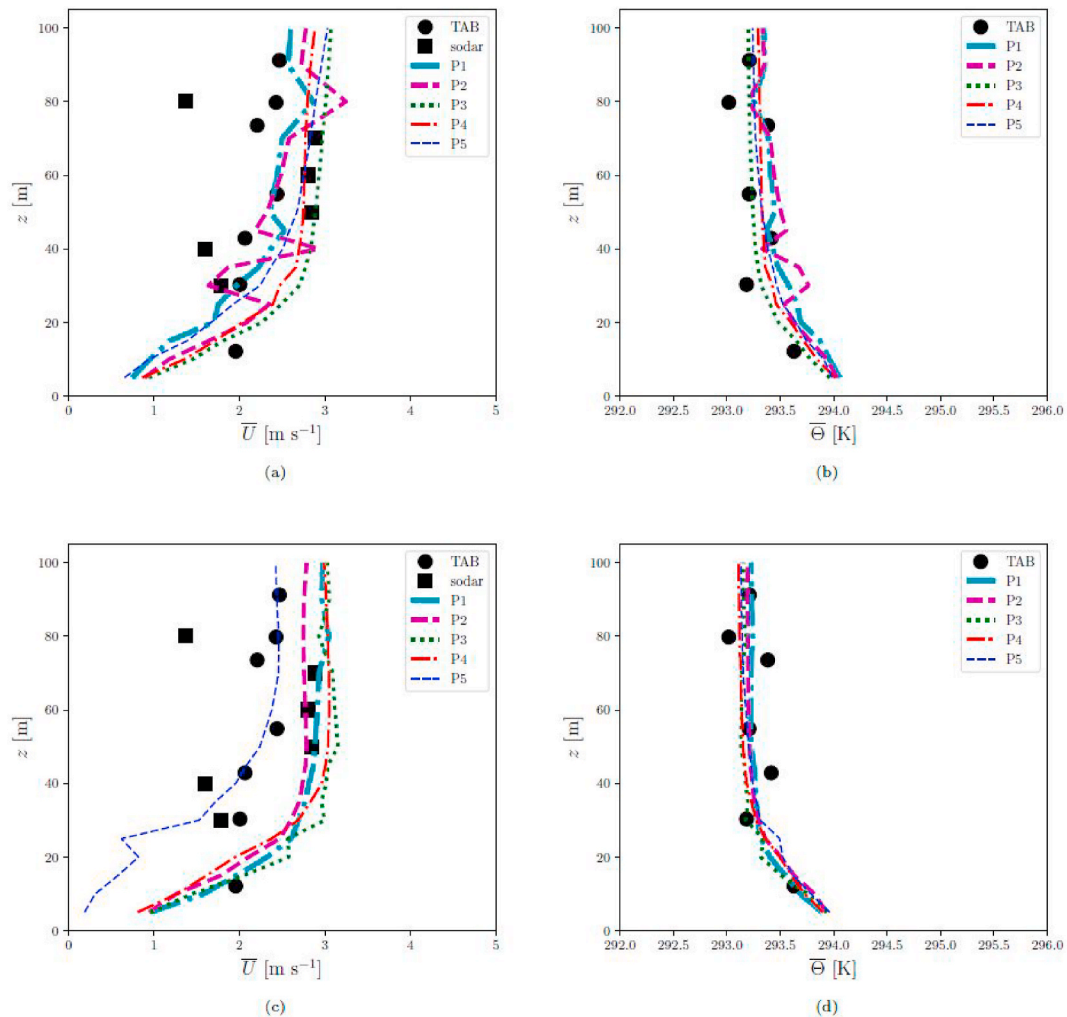 100
80
60
40
20
0
z [m]
TAB
sodar
P1
P2
P3
P4
P5
0 1 2 3 4 5
U [m s⁻¹]
(a)
100
80
60
40
20
0
z [m]
TAB
P1
P2
P3
P4
P5
292.0 292.5 293.0 293.5 294.0 294.5 295.0 295.5 296.0
Θ [K]
(b)
100
80
60
40
20
0
z [m]
TAB
sodar
P1
P2
P3
P4
P5
0 1 2 3 4 5
U [m s⁻¹]
(c)
100
80
60
40
20
0
z [m]
TAB
P1
P2
P3
P4
P5
292.0 292.5 293.0 293.5 294.0 294.5 295.0 295.5 296.0
Θ [K]
(d)